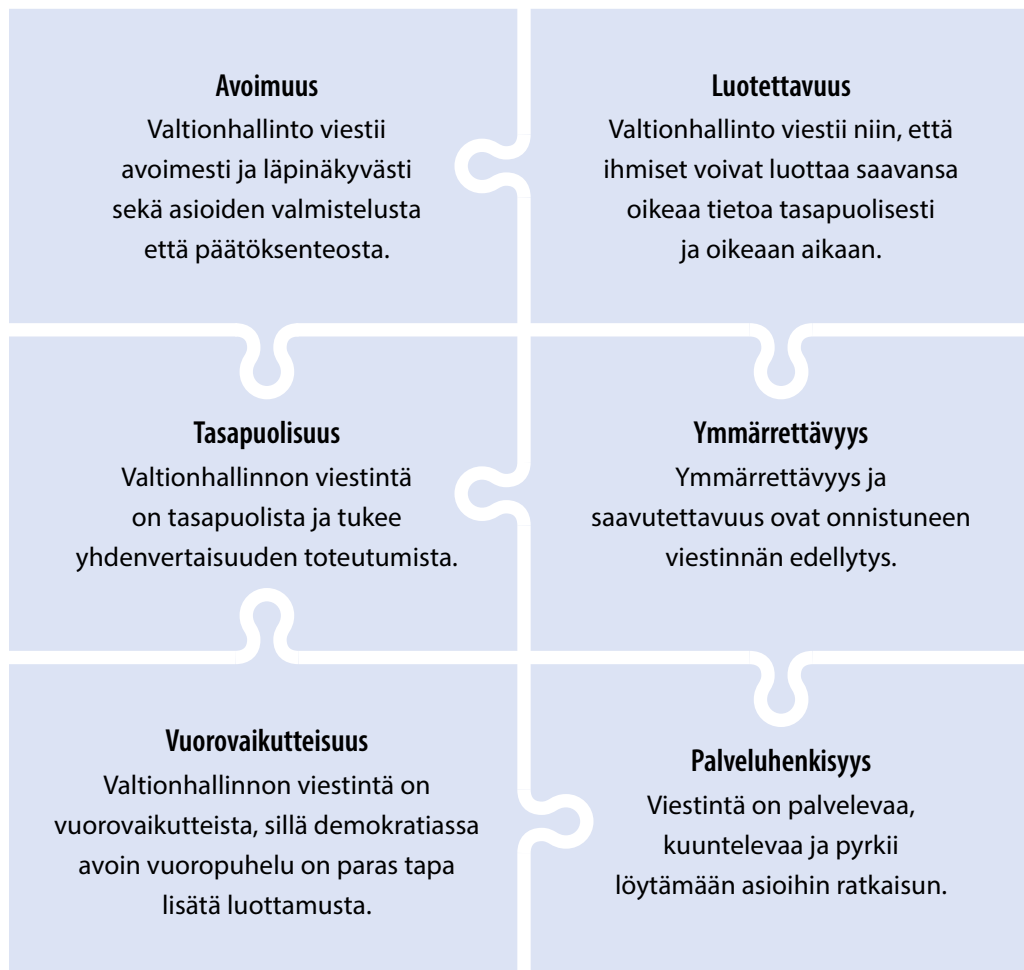 Avoimuus
Valtionhallinto viestii
avoimesti ja läpinäkyvästi
sekä asioiden valmistelusta
että päätöksenteosta.
Luotettavuus
Valtionhallinto viestii niin, että
ihmiset voivat luottaa saavansa
oikeaa tietoa tasapuolisesti
ja oikeaan aikaan.
Tasapuolisuus
Valtionhallinnon viestintä
on tasapuolista ja tukee
yhdenvertaisuuden toteutumista.
Ymmärrettävyys
Ymmärrettävyys ja
saavutettavuus ovat onnistuneen
viestinnän edellytys.
Vuorovaikutteisuus
Valtionhallinnon viestintä on
vuorovaikutteista, sillä demokratiassa
avoin vuoropuhelu on paras tapa
lisätä luottamusta.
Palveluhenkisyys
Viestintä on palvelevaa,
kuuntelevaa ja pyrkii
löytämään asioihin ratkaisun.